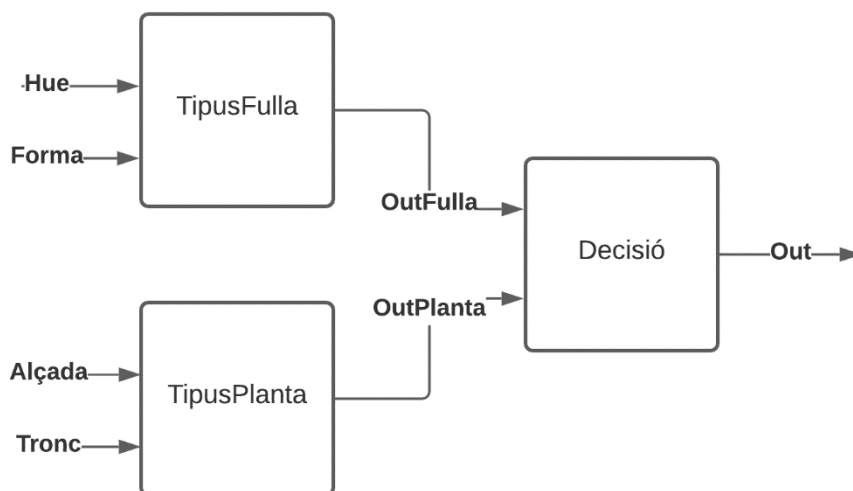 Hue
Forma
TipusFulla
OutFulla
Decisió
Out
OutPlanta
Alçada
Tronc
TipusPlanta